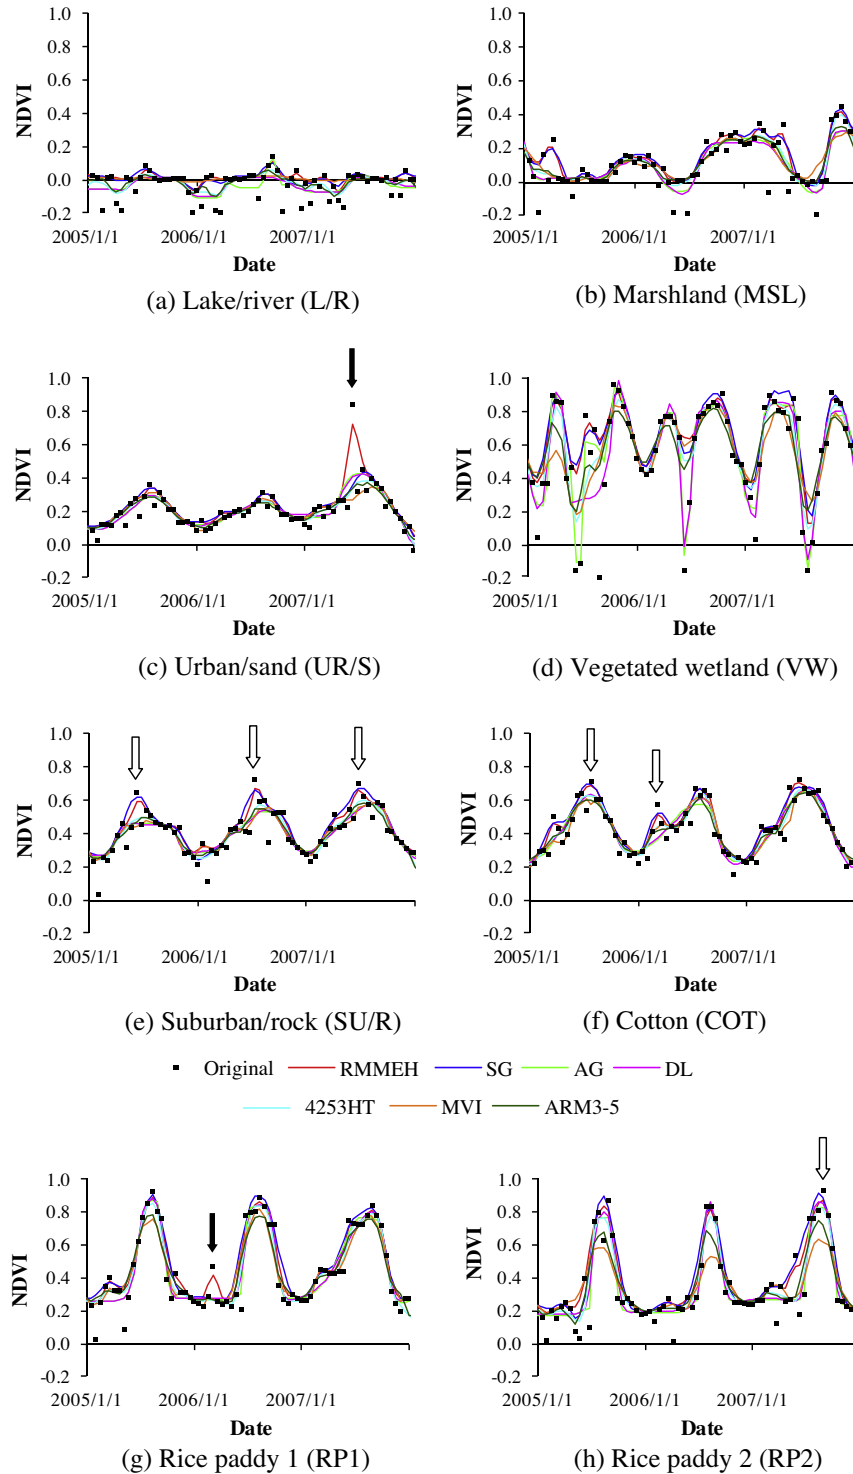 1.0
0.8
0.6
0.4
0.2
0.0
-0.2
NDVI
2005/1/1 2006/1/1 2007/1/1
Date
(a) Lake/river (L/R)
1.0
0.8
0.6
0.4
0.2
0.0
-0.2
NDVI
2005/1/1 2006/1/1 2007/1/1
Date
(b) Marshland (MSL)
1.0
0.8
0.6
0.4
0.2
0.0
-0.2
NDVI
2005/1/1 2006/1/1 2007/1/1
Date
(c) Urban/sand (UR/S)
1.0
0.8
0.6
0.4
0.2
0.0
-0.2
NDVI
2005/1/1 2006/1/1 2007/1/1
Date
(d) Vegetated wetland (VW)
1.0
0.8
0.6
0.4
0.2
0.0
-0.2
NDVI
2005/1/1 2006/1/1 2007/1/1
Date
(e) Suburban/rock (SU/R)
1.0
0.8
0.6
0.4
0.2
0.0
-0.2
NDVI
2005/1/1 2006/1/1 2007/1/1
Date
(f) Cotton (COT)
Original RMMEH SG AG DL
4253HT MVI ARM3-5
1.0
0.8
0.6
0.4
0.2
0.0
-0.2
NDVI
2005/1/1 2006/1/1 2007/1/1
Date
(g) Rice paddy 1 (RP1)
1.0
0.8
0.6
0.4
0.2
0.0
-0.2
NDVI
2005/1/1 2006/1/1 2007/1/1
Date
(h) Rice paddy 2 (RP2)